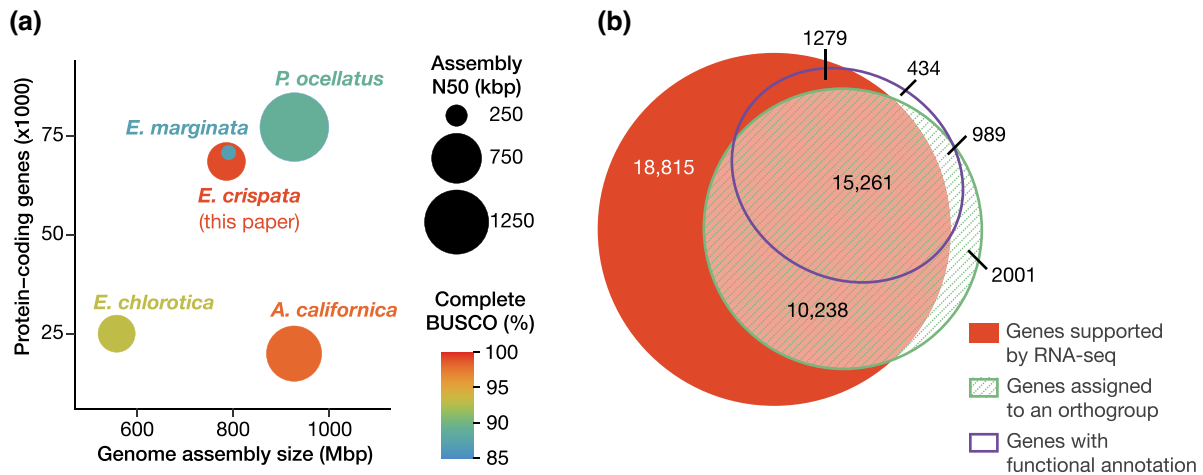 (a)
Protein–coding genes (x1000)
75
50
25
600
800
1000
Genome assembly size (Mbp)
P. ocellatus
E. marginata
E. crispata
(this paper)
E. chlorotica
A. californica
Assembly
N50 (kbp)
250
750
1250
Complete
BUSCO (%)
100
95
90
85
(b)
1279
434
989
18,815
15,261
2001
10,238
Genes supported
by RNA-seq
Genes assigned
to an orthogroup
Genes with
functional annotation